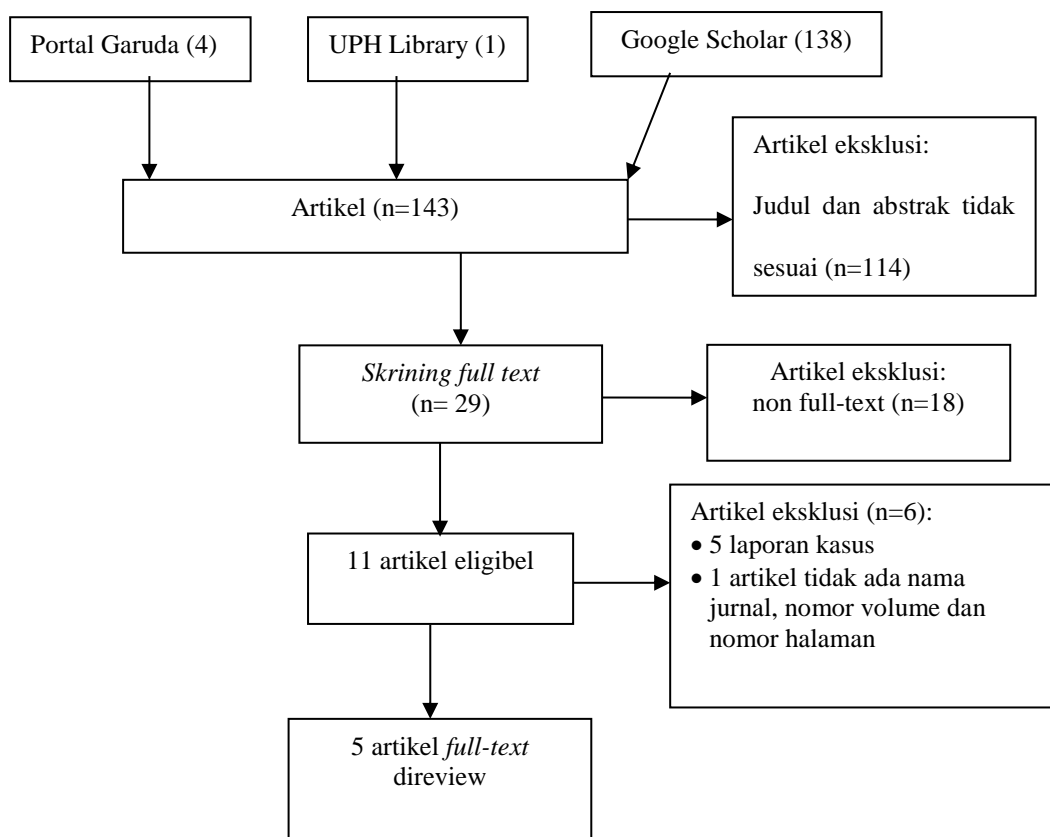 Portal Garuda (4)
UPH Library (1)
Google Scholar (138)
Artikel (n=143)
Artikel eksklusi:
Judul dan abstrak tidak
sesuai (n=114)
Skrining full text
(n= 29)
Artikel eksklusi:
non full-text (n=18)
11 artikel eligibel
Artikel eksklusi (n=6):
• 5 laporan kasus
• 1 artikel tidak ada nama
jurnal, nomor volume dan
nomor halaman
5 artikel full-text
direview